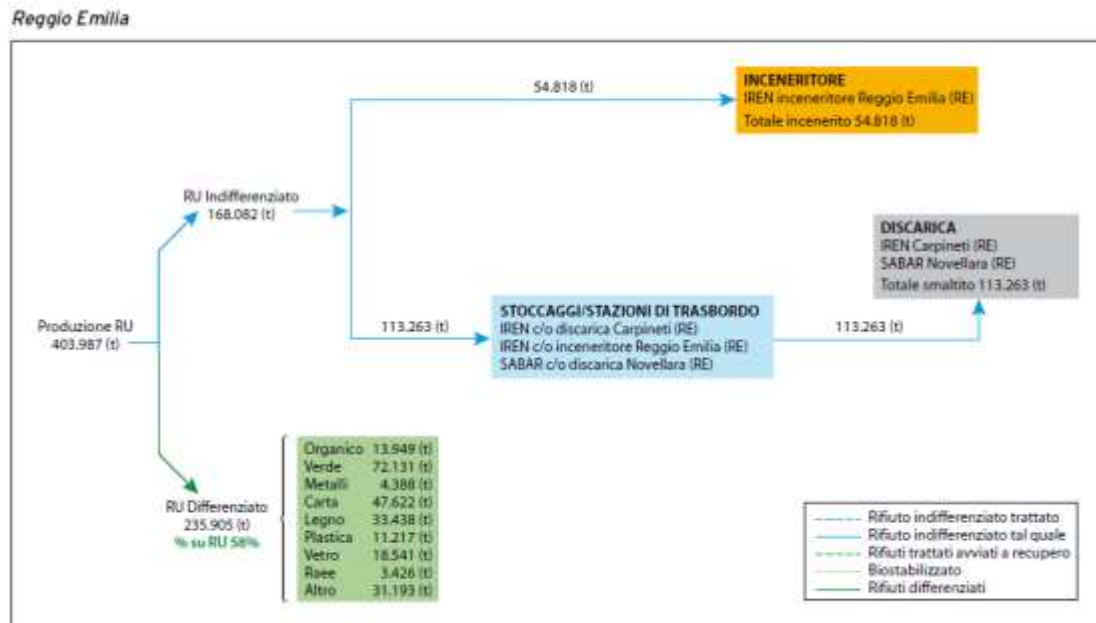 Reggio Emilia
54.818 (t)
INCENERITORE
IREN inceneritore Reggio Emilia (RE)
Totale incenerito 54.818 (t)
RU Indifferenziato
168.082 (t)
DISCARICA
IREN Carpineti (RE)
SABAR Novellara (RE)
Totale smaltito 113.263 (t)
Produzione RU
403.987 (t)
113.263 (t)
STOCCAGGI/STAZIONI DI TRASBORDO
IREN c/o discarica Carpineti (RE)
IREN c/o inceneritore Reggio Emilia (RE)
SABAR c/o discarica Novellara (RE)
113.263 (t)
RU Differenziato
235.905 (t)
% su RU 58%
Organico 13.949 (t)
Verde 72.131 (t)
Metalli 4.388 (t)
Carta 47.622 (t)
Legno 33.438 (t)
Plastica 11.217 (t)
Vetro 18.541 (t)
Raee 3.426 (t)
Altro 31.193 (t)
Rifiuto indifferenziato trattato
Rifiuto indifferenziato tal quale
Rifiuti trattati avviati a recupero
Biostabilizzato
Rifiuti differenziati